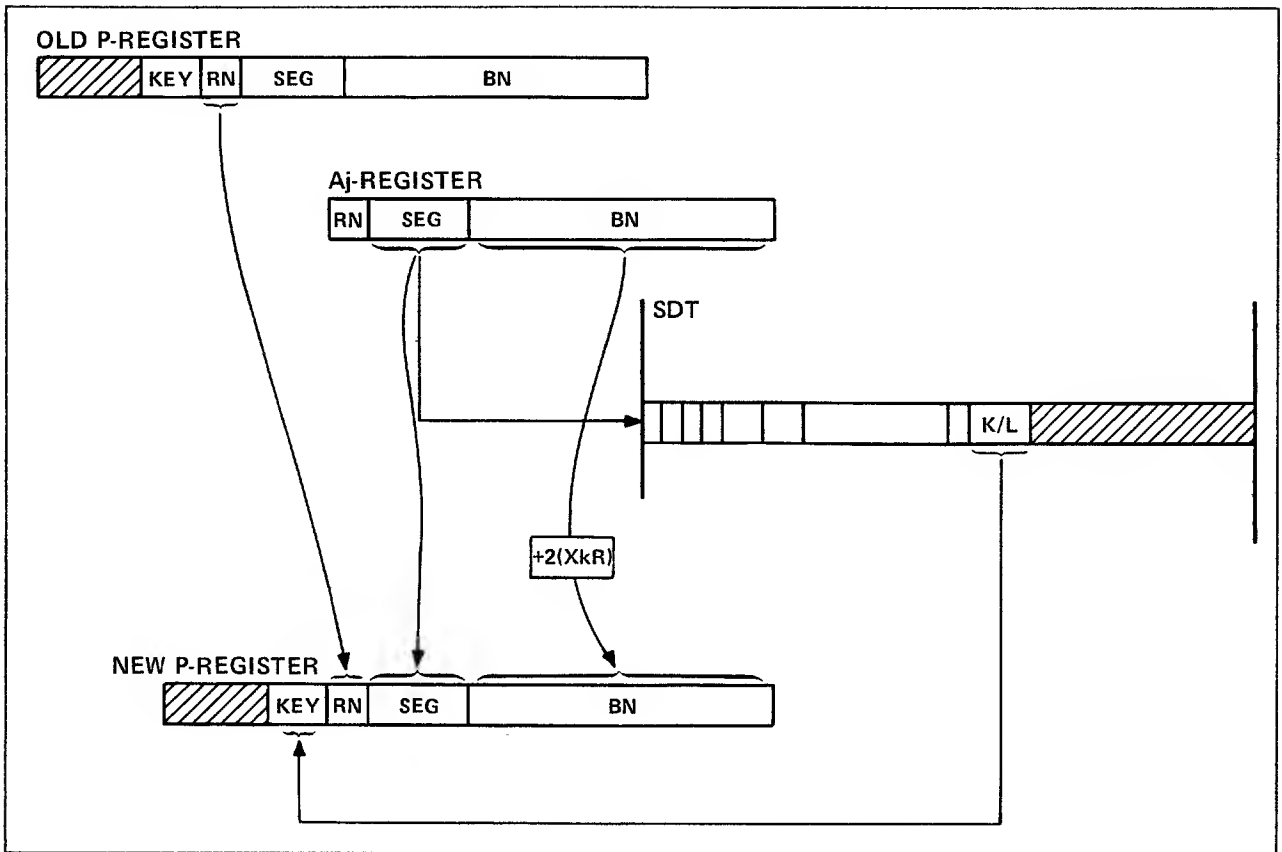 OLD P-REGISTER
KEY RN SEG BN
Aj-REGISTER
RN SEG BN
SDT
K/L
+2(XkR)
NEW P-REGISTER
KEY RN SEG BN